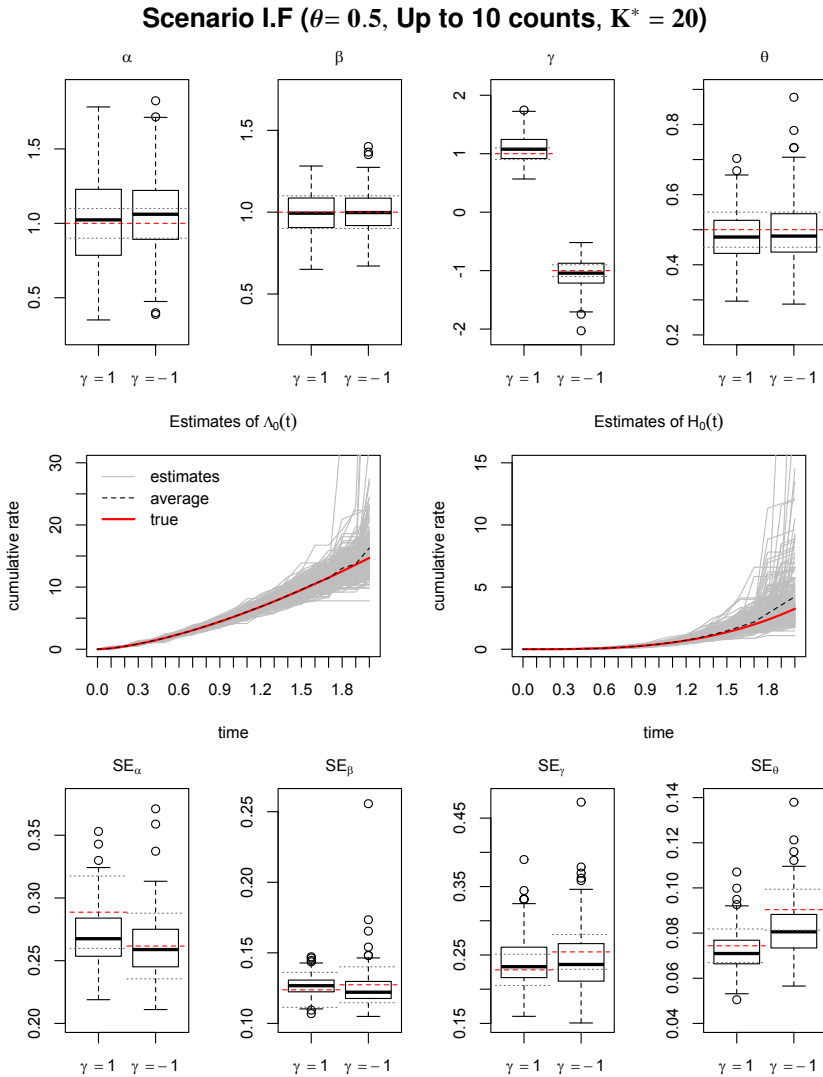 Scenario I.F (θ= 0.5, Up to 10 counts, K* = 20)
α
β
γ
θ
0.5 1.0 1.5
0.5 1.0 1.5
-2 -1 0 1 2
0.2 0.4 0.6 0.8
γ = 1 γ = −1
γ = 1 γ = −1
γ = 1 γ = −1
γ = 1 γ = −1
Estimates of Λ₀(t)
cumulative rate
0 10 20 30
estimates
average
true
0.0 0.3 0.6 0.9 1.2 1.5 1.8
time
Estimates of H₀(t)
cumulative rate
0 5 10 15
0.0 0.3 0.6 0.9 1.2 1.5 1.8
time
SEα
SEβ
SEγ
SEθ
0.20 0.25 0.30 0.35
0.10 0.15 0.20 0.25
0.15 0.25 0.35 0.45
0.04 0.06 0.08 0.10 0.12 0.14
γ = 1 γ = −1
γ = 1 γ = −1
γ = 1 γ = −1
γ = 1 γ = −1